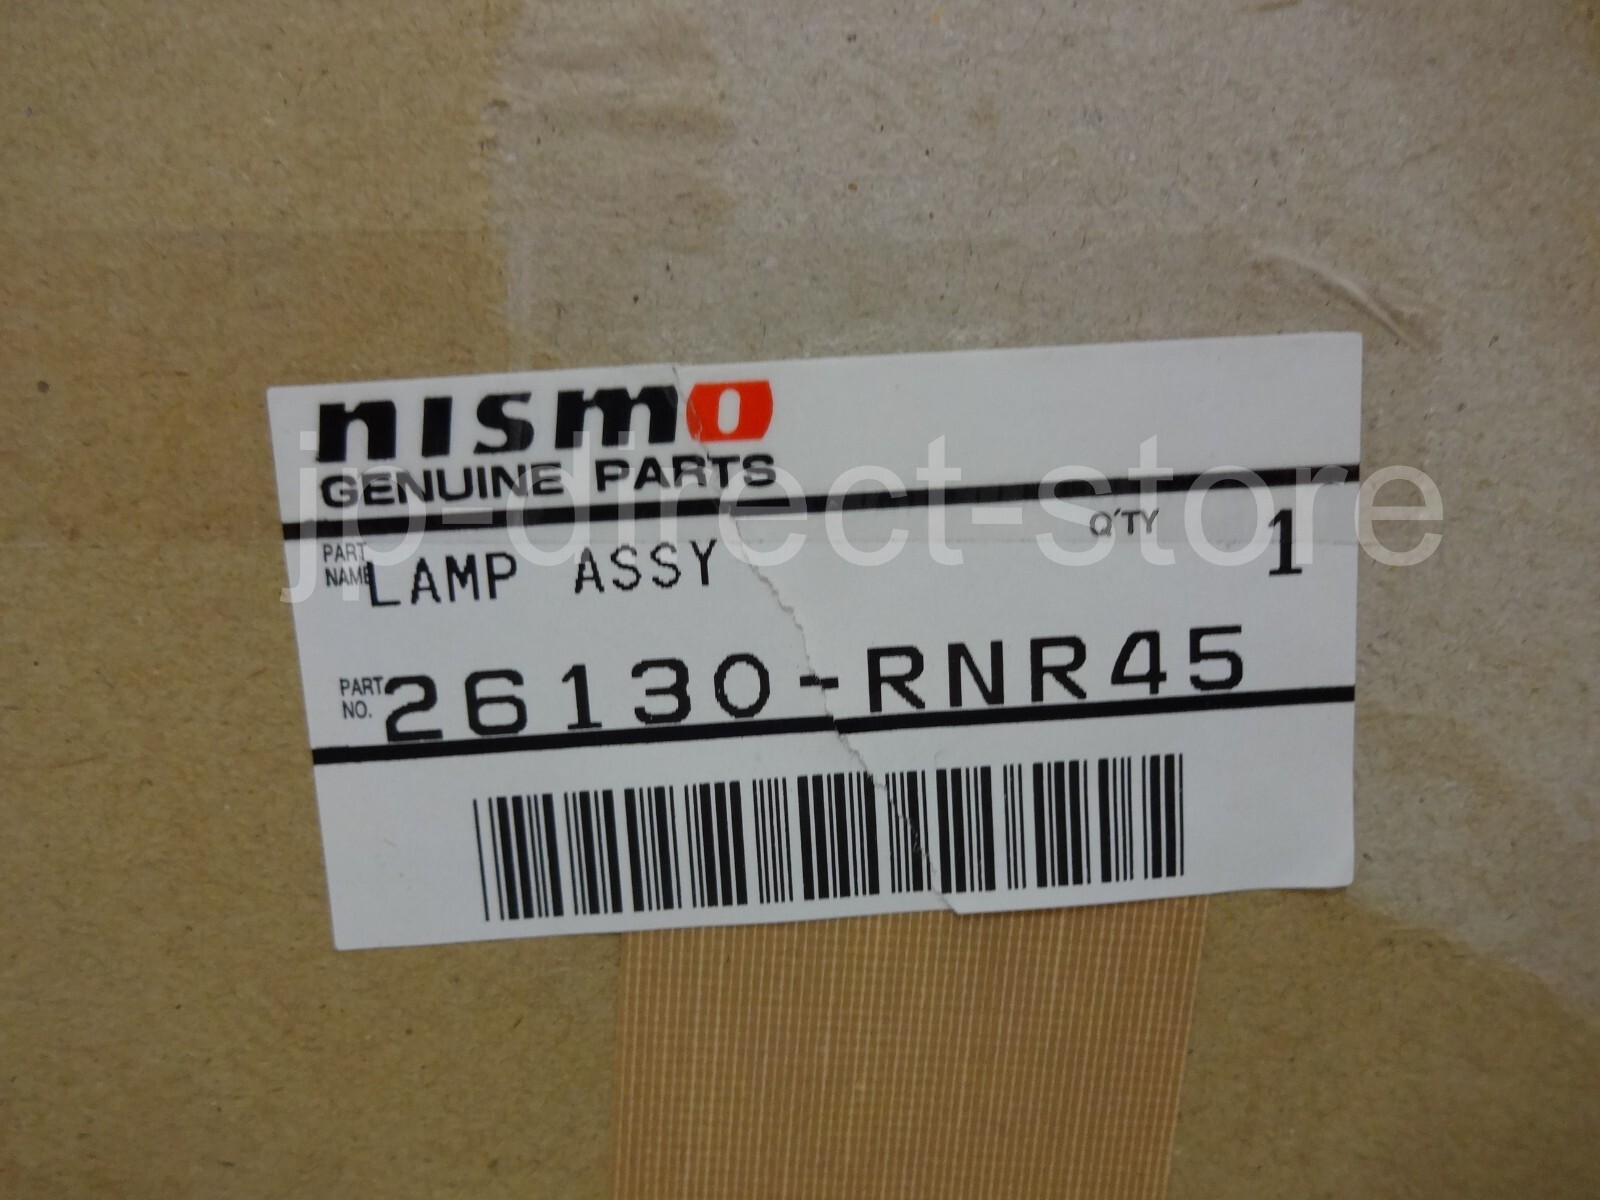 nismo
GENUINE PARTS
jp-direct-store
PART NAME LAMP ASSY Q'TY 1
PART NO. 26130-RNR45